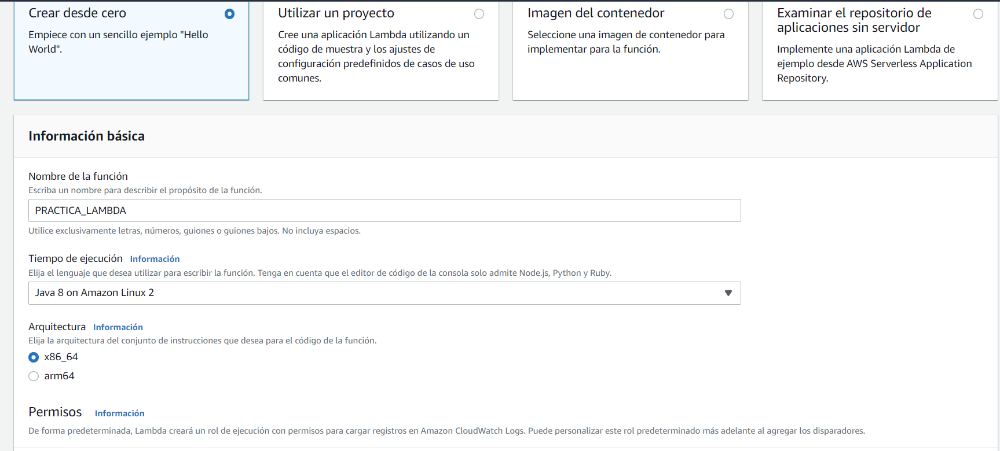 Crear desde cero
Empiece con un sencillo ejemplo "Hello
World".
Utilizar un proyecto
Cree una aplicación Lambda utilizando un
código de muestra y los ajustes de
configuración predefinidos de casos de uso
comunes.
Imagen del contenedor
Seleccione una imagen de contenedor para
implementar para la función.
Examinar el repositorio de
aplicaciones sin servidor
Implemente una aplicación Lambda de
ejemplo desde AWS Serverless Application
Repository.
Información básica
Nombre de la función
Escriba un nombre para describir el propósito de la función.
PRACTICA_LAMBDA
Utilice exclusivamente letras, números, guiones o guiones bajos. No incluya espacios.
Tiempo de ejecución Información
Elija el lenguaje que desea utilizar para escribir la función. Tenga en cuenta que el editor de código de la consola solo admite Node.js, Python y Ruby.
Java 8 on Amazon Linux 2
Arquitectura Información
Elija la arquitectura del conjunto de instrucciones que desea para el código de la función.
x86_64
arm64
Permisos Información
De forma predeterminada, Lambda creará un rol de ejecución con permisos para cargar registros en Amazon CloudWatch Logs. Puede personalizar este rol predeterminado más adelante al agregar los disparadores.